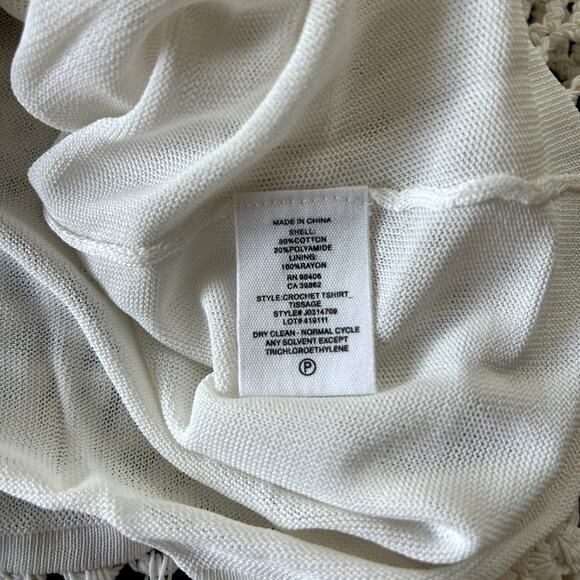 MADE IN CHINA
SHELL:
80%COTTON
20%POLYAMIDE
LINING:
100%RAYON
RN 98406
CA 39862
STYLE:CROCHET TSHIRT_
TISSAGE
STYLE# J0314709
LOT# 419111
DRY CLEAN - NORMAL CYCLE
ANY SOLVENT EXCEPT
TRICHLOROETHYLENE
P